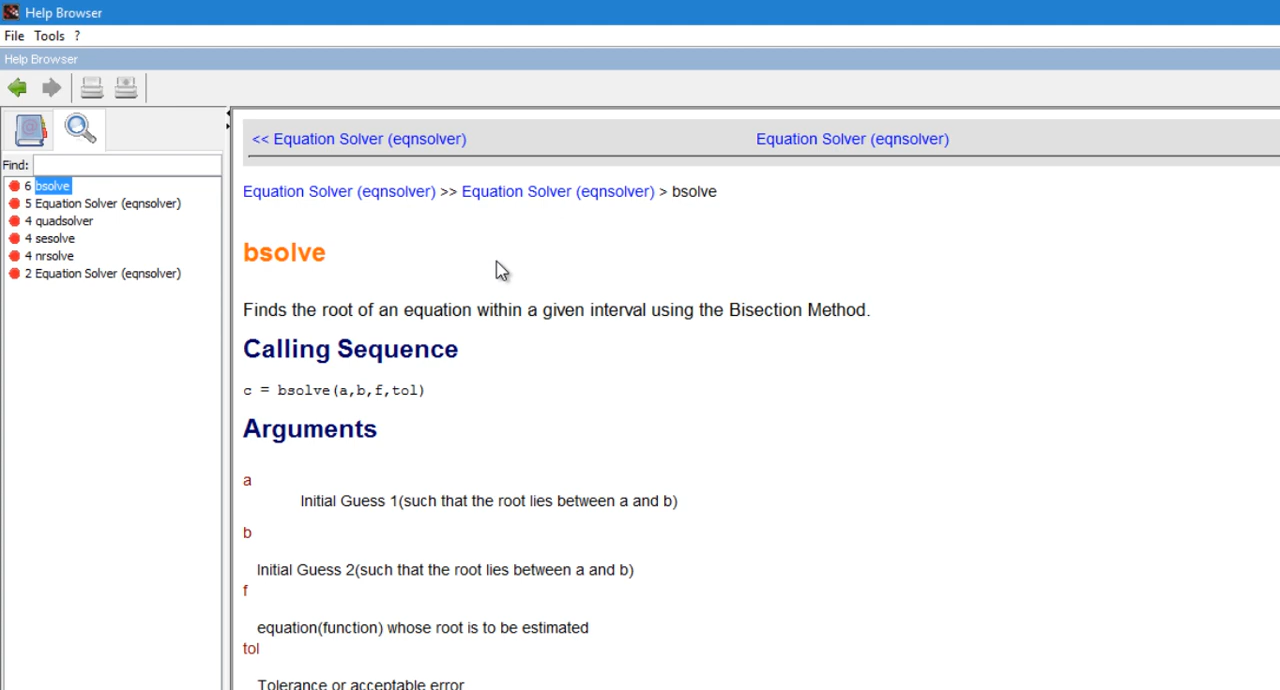 Help Browser
File Tools ?
Help Browser
Find:
6 bsolve
5 Equation Solver (eqnsolver)
4 quadsolver
4 sesolve
4 nrsolve
2 Equation Solver (eqnsolver)
<< Equation Solver (eqnsolver) Equation Solver (eqnsolver)
Equation Solver (eqnsolver) >> Equation Solver (eqnsolver) > bsolve
bsolve
Finds the root of an equation within a given interval using the Bisection Method.
Calling Sequence
c = bsolve(a,b,f,tol)
Arguments
a
Initial Guess 1(such that the root lies between a and b)
b
Initial Guess 2(such that the root lies between a and b)
f
equation(function) whose root is to be estimated
tol
Tolerance or acceptable error